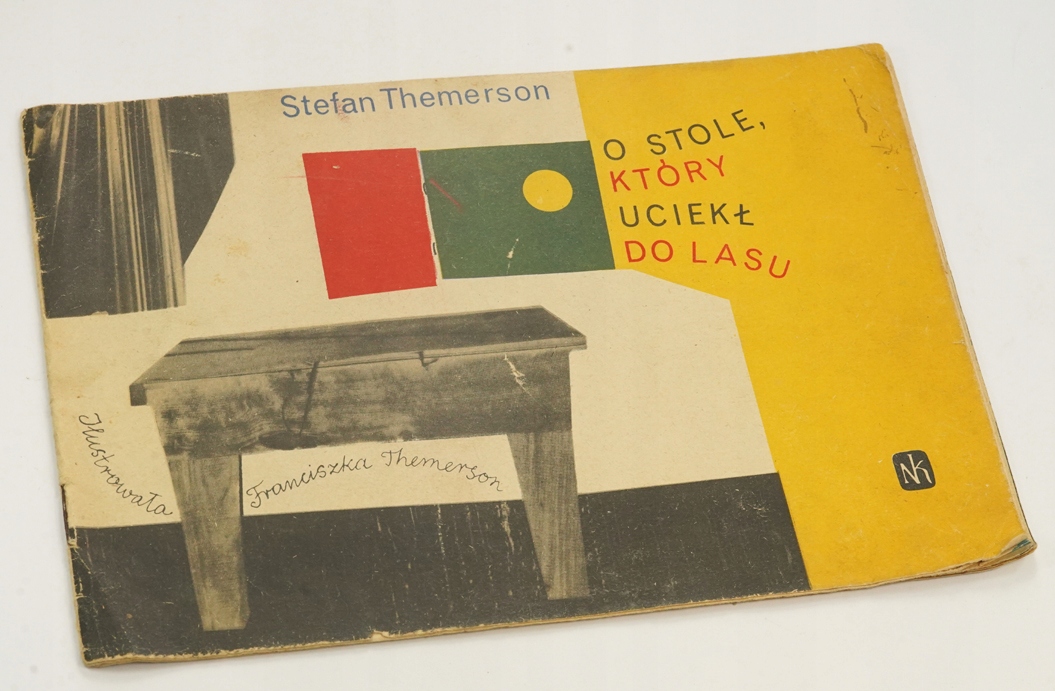 Stefan Themerson
O STOLE,
KTÓRY
UCIEKŁ
DO LASU
Ilustrowała
Franciszka Themerson
NK